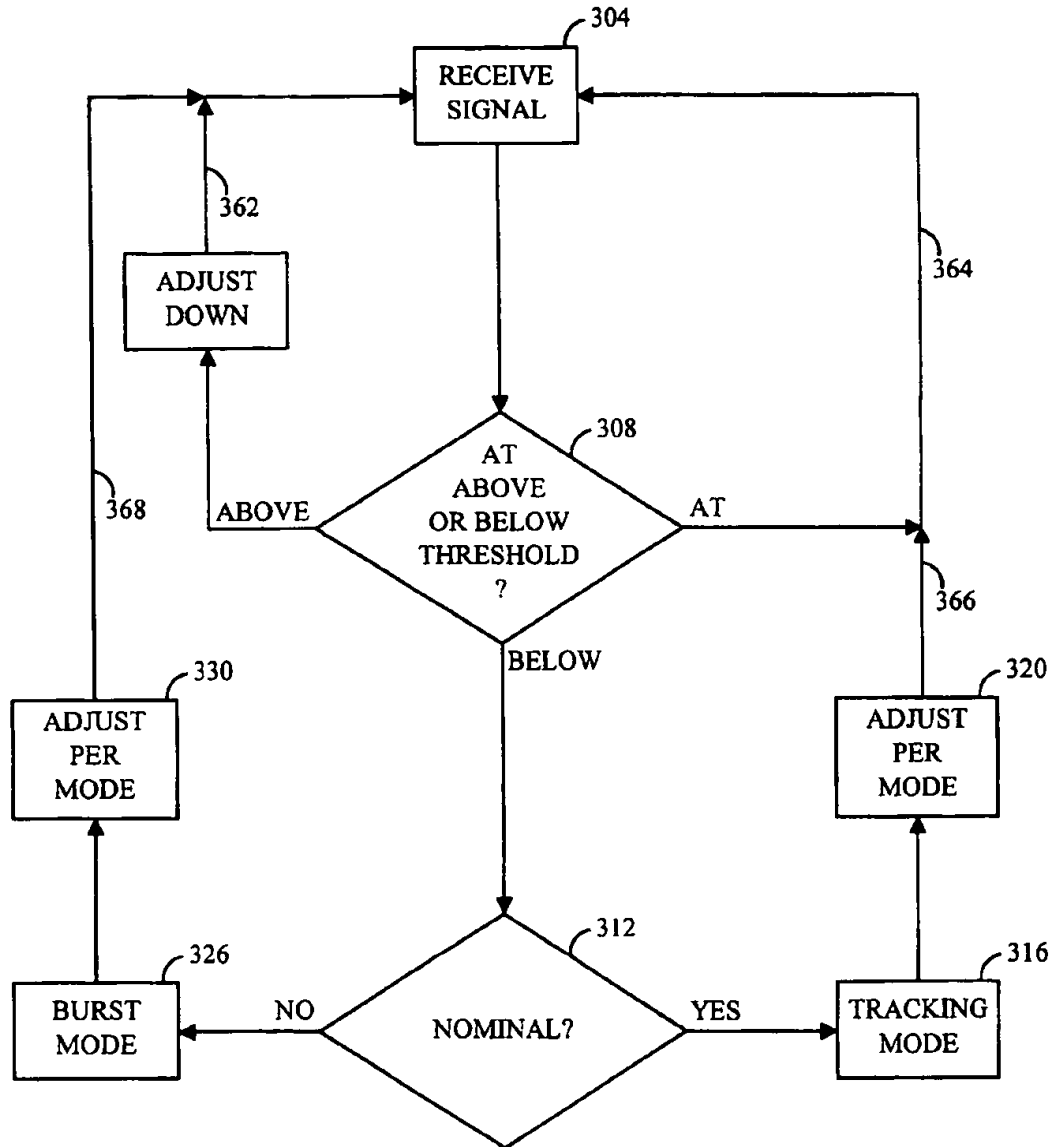 304
RECEIVE
SIGNAL
362
364
ADJUST
DOWN
308
AT
ABOVE
OR BELOW
THRESHOLD
?
368
ABOVE
AT
366
BELOW
330
ADJUST
PER
MODE
320
ADJUST
PER
MODE
312
326
BURST
MODE
NO
NOMINAL?
YES
316
TRACKING
MODE